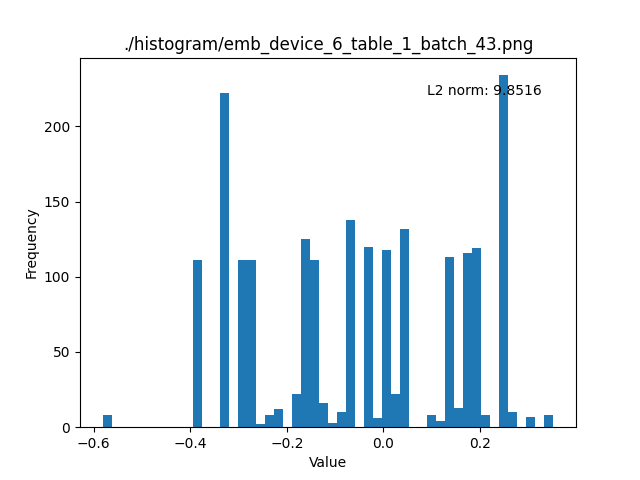 ./histogram/emb_device_6_table_1_batch_43.png
L2 norm: 9.8516
Frequency
200
150
100
50
0
−0.6
−0.4
−0.2
0.0
0.2
Value